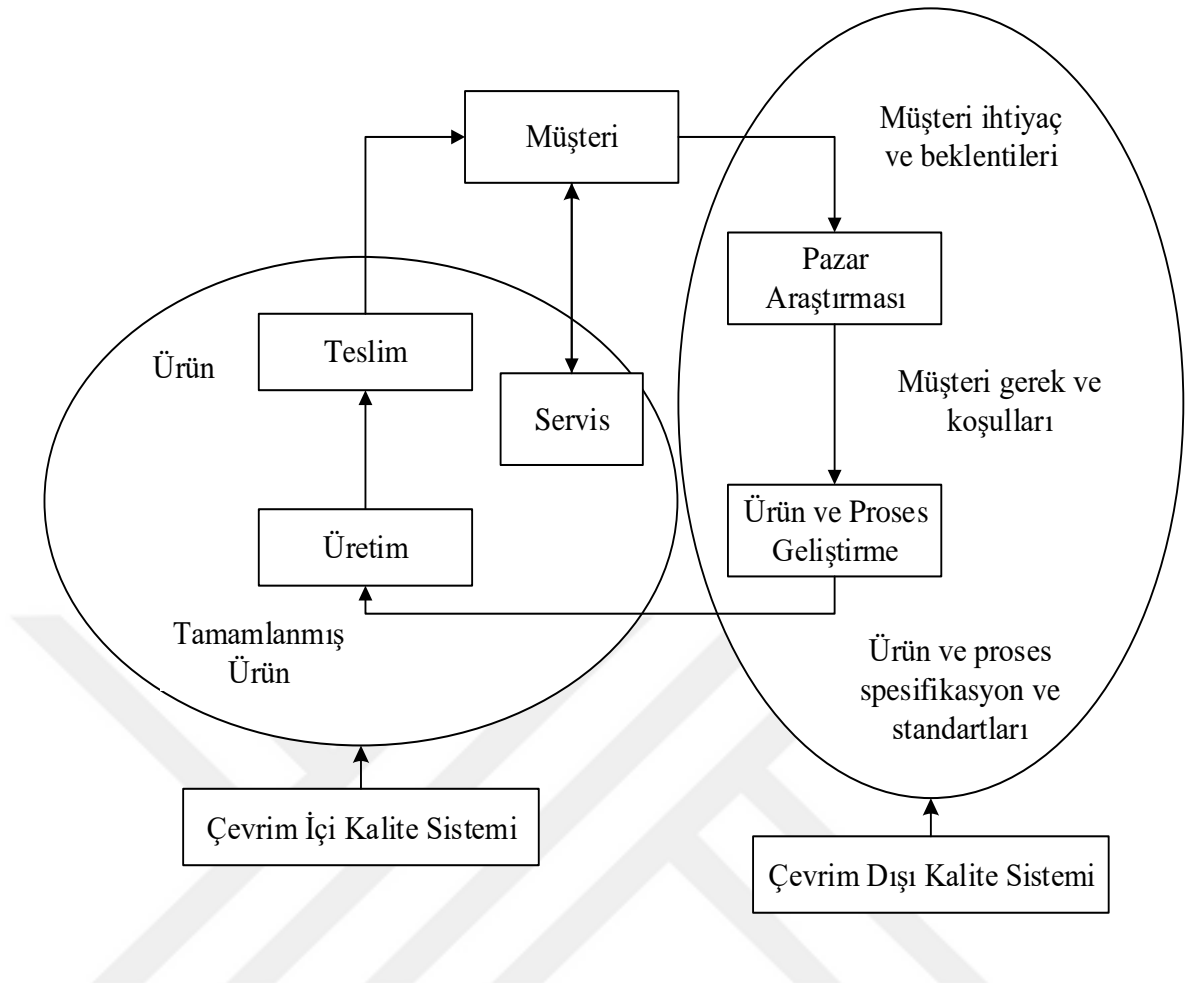 Müşteri
Müşteri ihtiyaç
ve beklentileri
Pazar
Araştırması
Ürün
Teslim
Servis
Müşteri gerek ve
koşulları
Üretim
Ürün ve Proses
Geliştirme
Tamamlanmış
Ürün
Ürün ve proses
spesifikasyon ve
standartları
Çevrim İçi Kalite Sistemi
Çevrim Dışı Kalite Sistemi